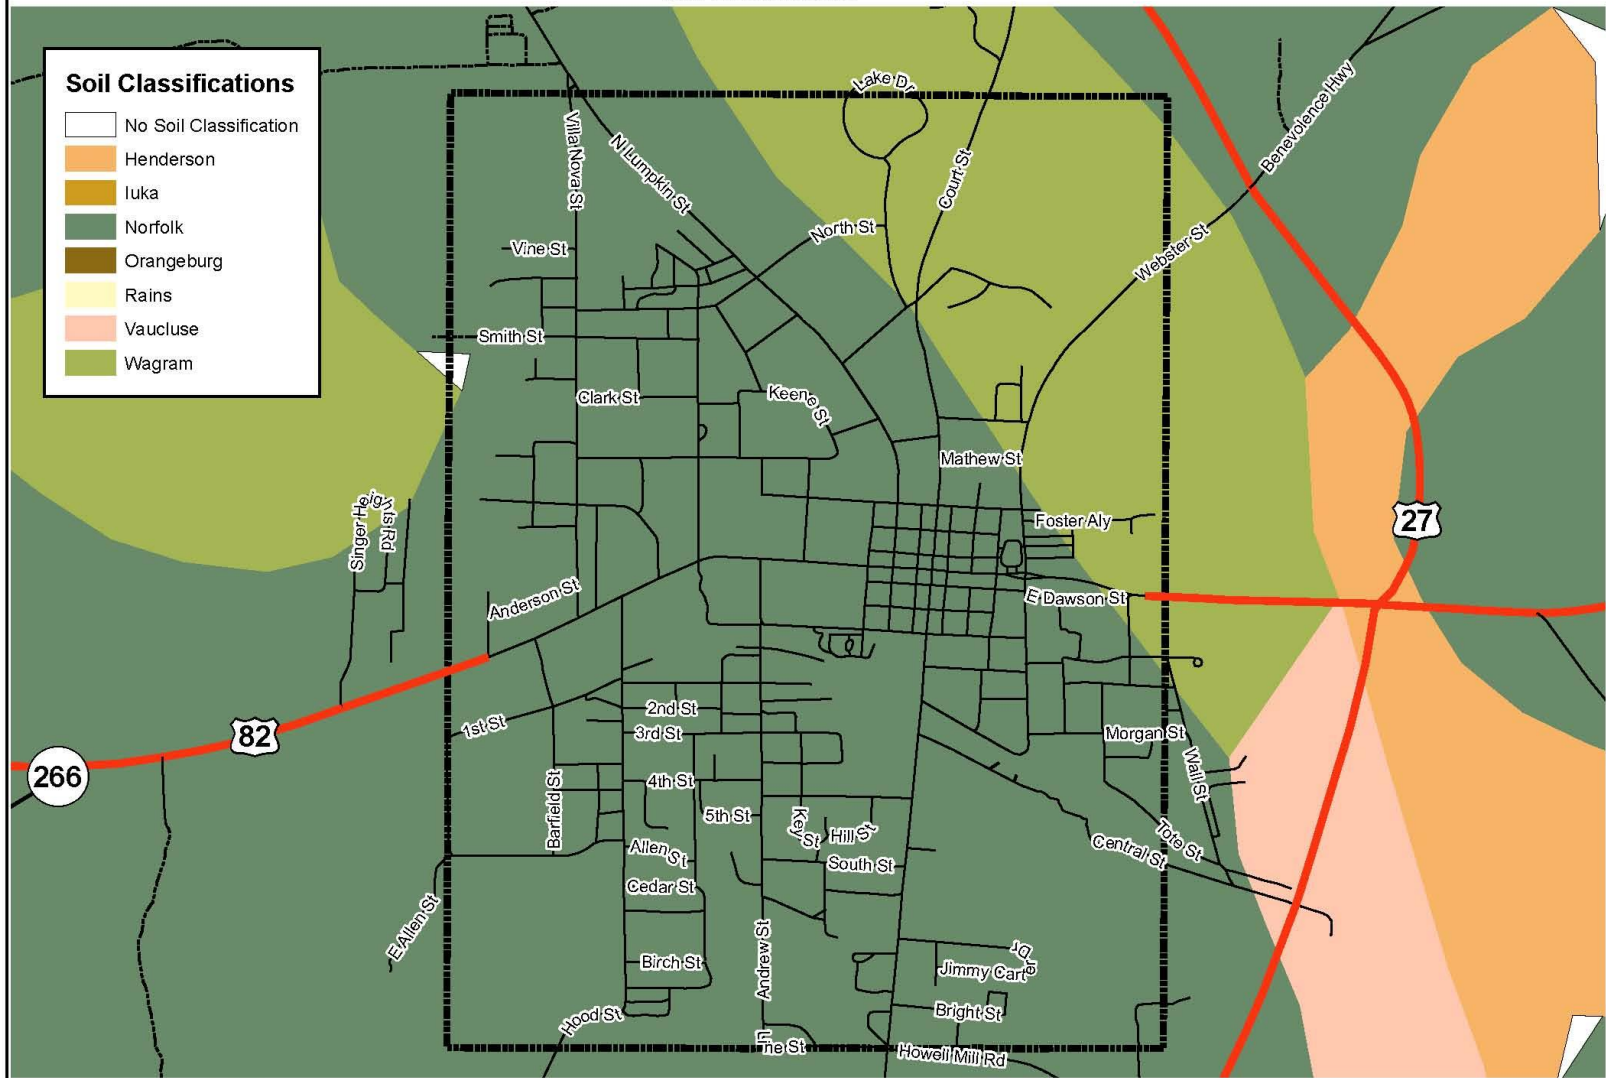 Soil Classifications
No Soil Classification
Henderson
Iuka
Norfolk
Orangeburg
Rains
Vaucluse
Wagram
Lake Dr
Benevolence Hwy
Villa Nova St
N Lumpkin St
Court St
North St
Vine St
Webster St
Smith St
Clark St
Keene St
Mathew St
Singer Heights Rd
Foster Aly
27
Anderson St
E Dawson St
1st St
2nd St
3rd St
Morgan St
82
266
Wall St
4th St
Barfield St
5th St
Key St
Hill St
Tote St
Central St
Allen St
South St
Cedar St
E Allen St
Andrew St
Birch St
Jimmy Carter Dr
Hood St
Bright St
Line St
Howell Mill Rd